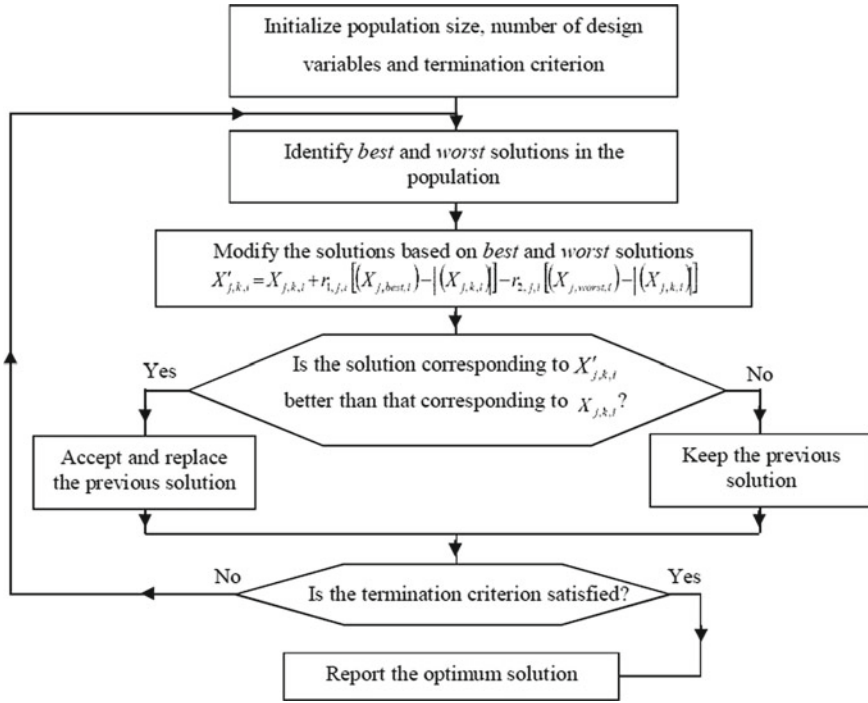 Initialize population size, number of design
variables and termination criterion
Identify best and worst solutions in the
population
Modify the solutions based on best and worst solutions
X′j,k,i = Xj,k,i + r1,j,i [(Xj,best,i) − |(Xj,k,i)|] − r2,j,i [(Xj,worst,i) − |(Xj,k,i)|]
Is the solution corresponding to X′j,k,i
better than that corresponding to Xj,k,i?
Yes
No
Accept and replace
the previous solution
Keep the previous
solution
Is the termination criterion satisfied?
No
Yes
Report the optimum solution